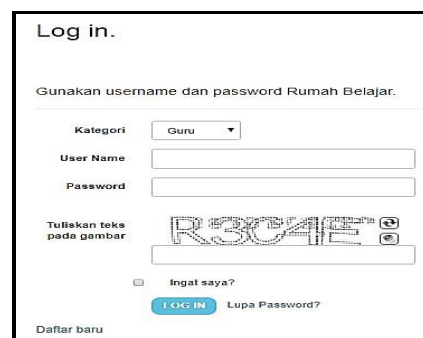 Log in.
Gunakan username dan password Rumah Belajar.
Kategori Guru
User Name
Password
Tuliskan teks
pada gambar R3C4E
Ingat saya?
LOG IN Lupa Password?
Daftar baru